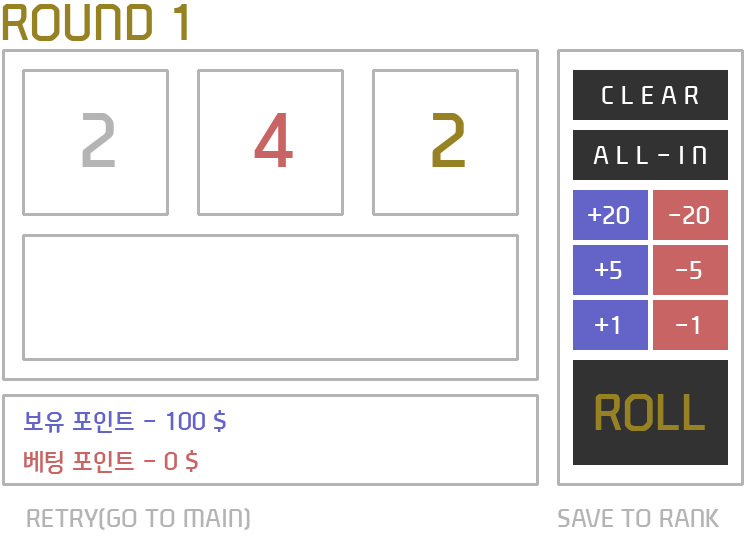 ROUND 1
2 4 2
CLEAR
ALL-IN
+20 -20
+5 -5
+1 -1
ROLL
보유 포인트 - 100 $
베팅 포인트 - 0 $
RETRY(GO TO MAIN)
SAVE TO RANK